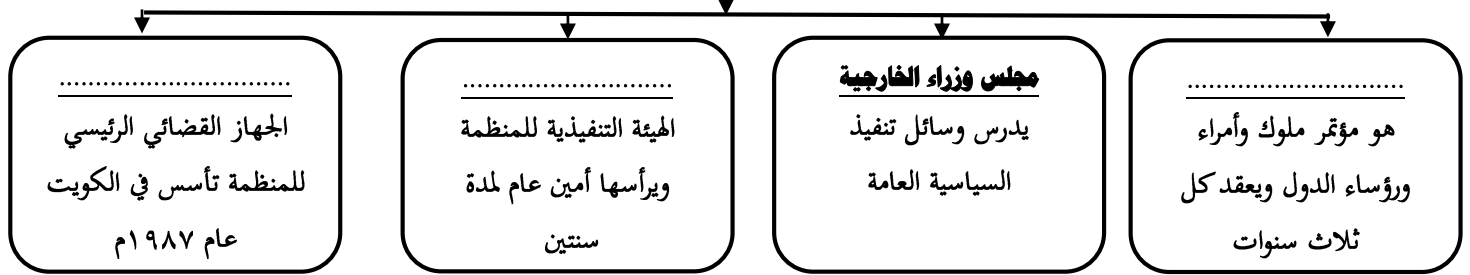 ............................
هو مؤتمر ملوك وأمراء
ورؤساء الدول ويعقد كل
ثلاث سنوات
مجلس وزراء الخارجية
يدرس وسائل تنفيذ
السياسية العامة
...........................
الهيئة التنفيذية للمنظمة
ويرأسها أمين عام لمدة
سنتين
..............................
الجهاز القضائي الرئيسي
للمنظمة تأسس في الكويت
عام ١٩٨٧م